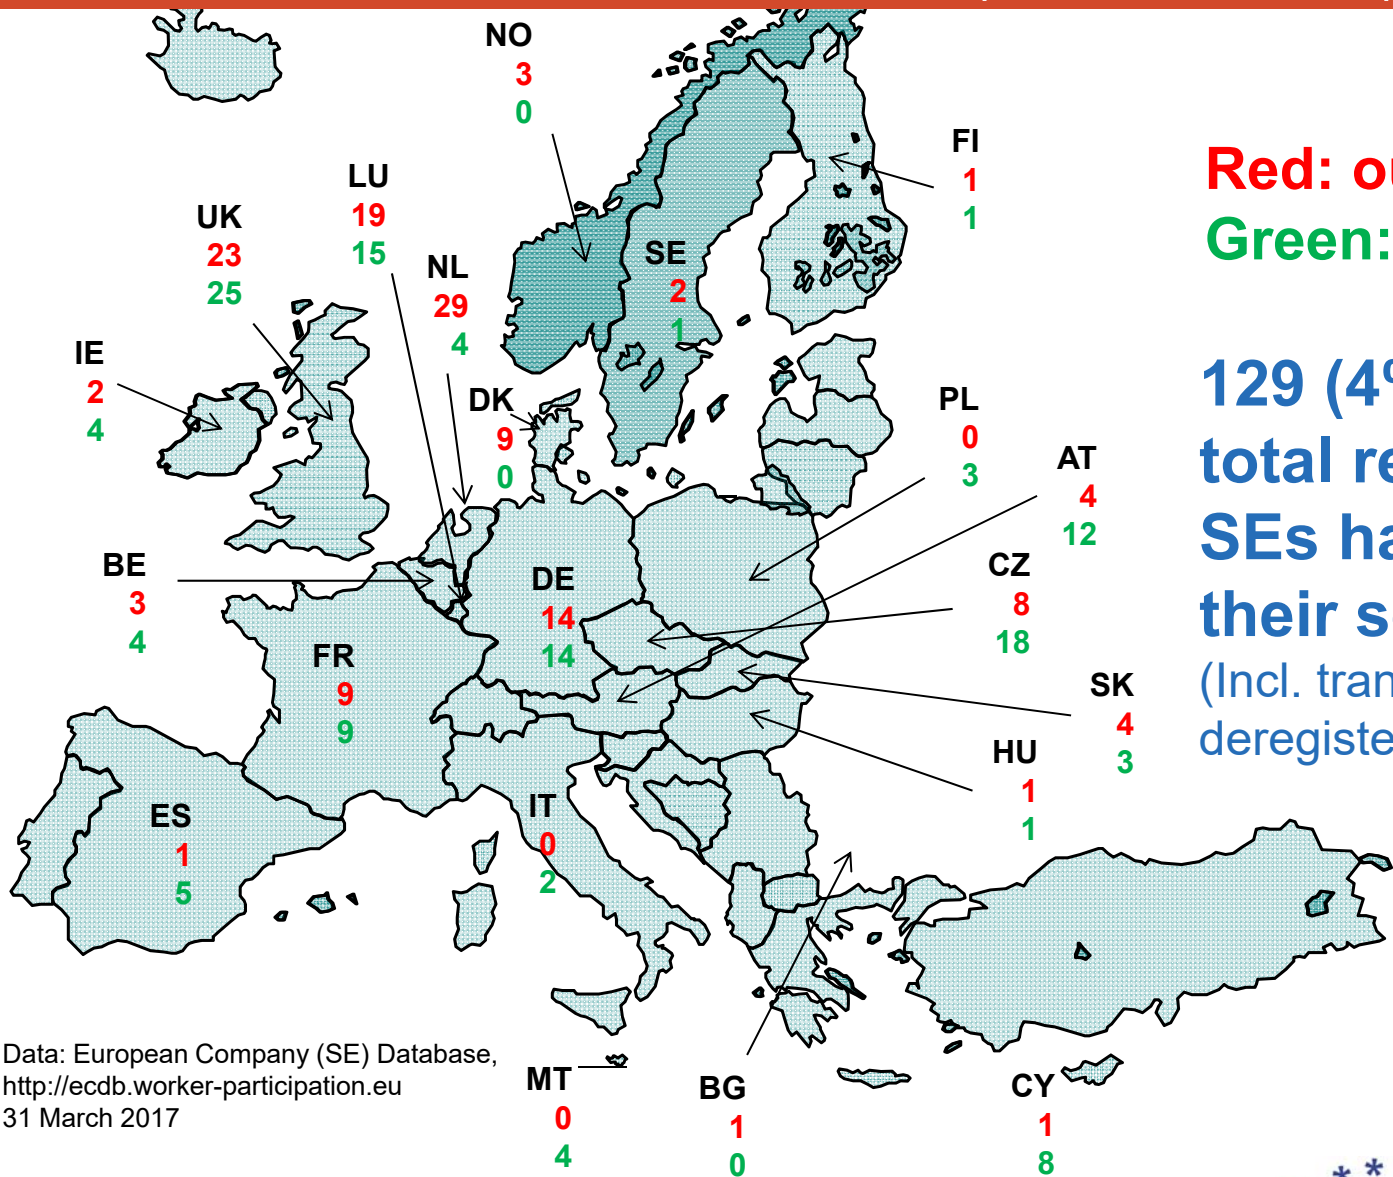 NO
3
0
FI
1
1
LU
19
15
UK
23
25
NL
29
4
SE
2
1
IE
2
4
DK
9
0
PL
0
3
AT
4
12
BE
3
4
DE
14
14
CZ
8
18
FR
9
9
SK
4
3
HU
1
1
ES
1
5
IT
0
2
MT
0
4
BG
1
0
CY
1
8
Red:
Green:
129 (4
total
SEs
their
(Incl.
Data: European Company (SE) Database,
http://ecdb.worker-participation.eu
31 March 2017